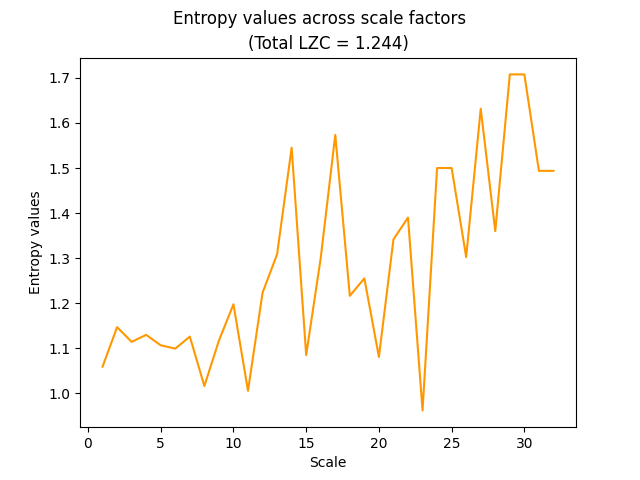 Entropy values across scale factors
(Total LZC = 1.244)
1.7
1.6
1.5
1.4
1.3
1.2
1.1
1.0
Entropy values
0 5 10 15 20 25 30
Scale